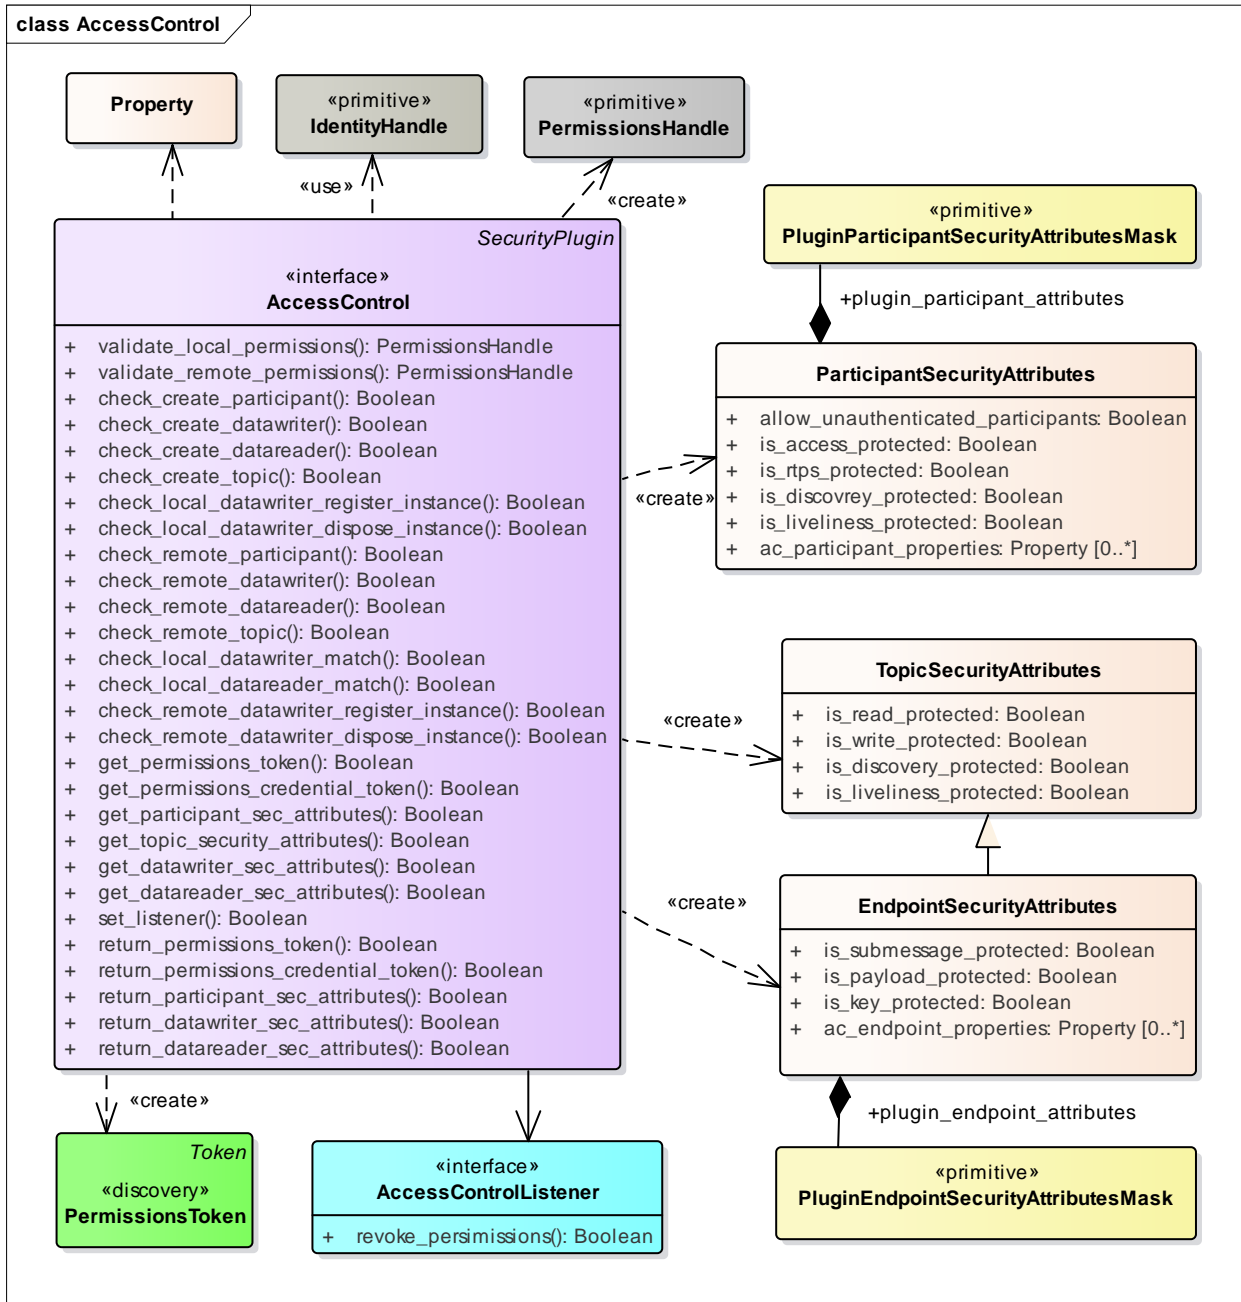 class AccessControl
Property
«primitive»
IdentityHandle
«primitive»
PermissionsHandle
«use»
«create»
«primitive»
PluginParticipantSecurityAttributesMask
+plugin_participant_attributes
SecurityPlugin
«interface»
AccessControl
+ validate_local_permissions(): PermissionsHandle
+ validate_remote_permissions(): PermissionsHandle
+ check_create_participant(): Boolean
+ check_create_datawriter(): Boolean
+ check_create_datareader(): Boolean
+ check_create_topic(): Boolean
+ check_local_datawriter_register_instance(): Boolean
+ check_local_datawriter_dispose_instance(): Boolean
+ check_remote_participant(): Boolean
+ check_remote_datawriter(): Boolean
+ check_remote_datareader(): Boolean
+ check_remote_topic(): Boolean
+ check_local_datawriter_match(): Boolean
+ check_local_datareader_match(): Boolean
+ check_remote_datawriter_register_instance(): Boolean
+ check_remote_datawriter_dispose_instance(): Boolean
+ get_permissions_token(): Boolean
+ get_permissions_credential_token(): Boolean
+ get_participant_sec_attributes(): Boolean
+ get_topic_security_attributes(): Boolean
+ get_datawriter_sec_attributes(): Boolean
+ get_datareader_sec_attributes(): Boolean
+ set_listener(): Boolean
+ return_permissions_token(): Boolean
+ return_permissions_credential_token(): Boolean
+ return_participant_sec_attributes(): Boolean
+ return_datawriter_sec_attributes(): Boolean
+ return_datareader_sec_attributes(): Boolean
ParticipantSecurityAttributes
+ allow_unauthenticated_participants: Boolean
+ is_access_protected: Boolean
+ is_rtps_protected: Boolean
+ is_discovrey_protected: Boolean
+ is_liveliness_protected: Boolean
+ ac_participant_properties: Property [0..*]
«create»
TopicSecurityAttributes
+ is_read_protected: Boolean
+ is_write_protected: Boolean
+ is_discovery_protected: Boolean
+ is_liveliness_protected: Boolean
«create»
EndpointSecurityAttributes
+ is_submessage_protected: Boolean
+ is_payload_protected: Boolean
+ is_key_protected: Boolean
+ ac_endpoint_properties: Property [0..*]
«create»
+plugin_endpoint_attributes
«primitive»
PluginEndpointSecurityAttributesMask
«create»
Token
«discovery»
PermissionsToken
«interface»
AccessControlListener
+ revoke_persimissions(): Boolean